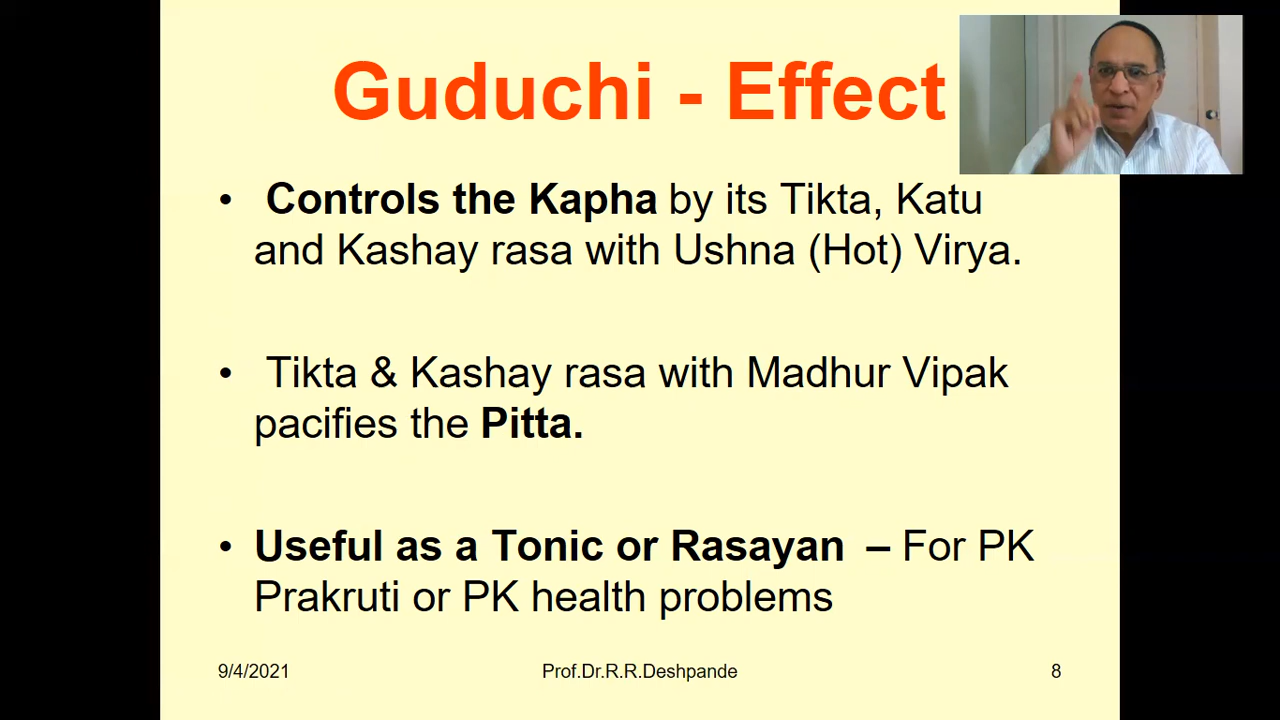 Guduchi - Effect
• Controls the Kapha by its Tikta, Katu
and Kashay rasa with Ushna (Hot) Virya.
• Tikta & Kashay rasa with Madhur Vipak
pacifies the Pitta.
• Useful as a Tonic or Rasayan – For PK
Prakruti or PK health problems
9/4/2021 Prof.Dr.R.R.Deshpande 8